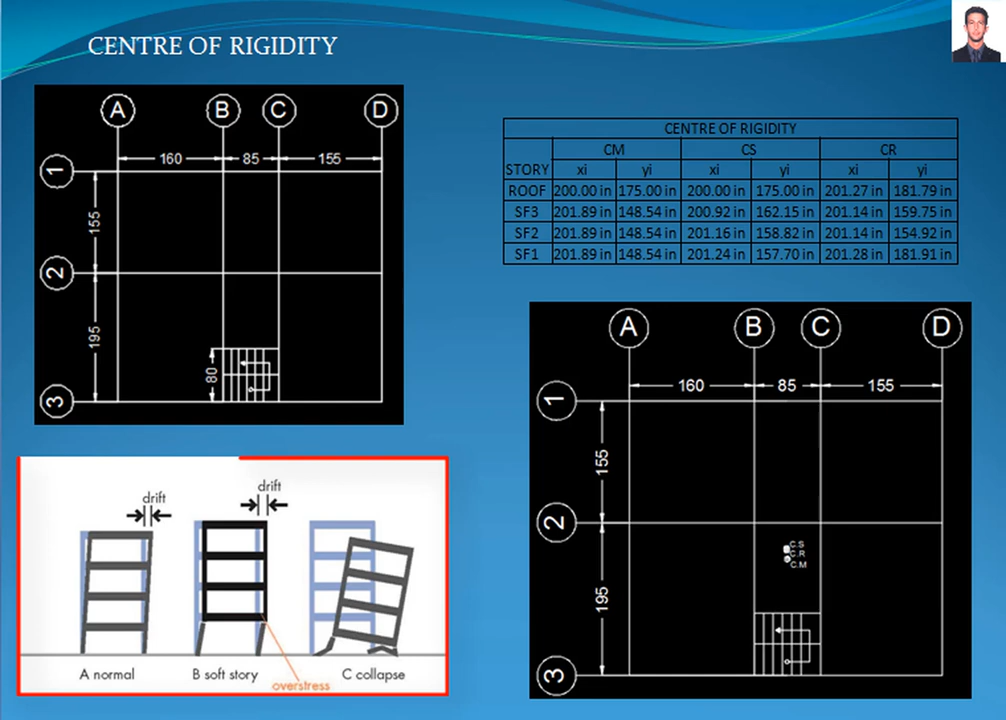 CENTRE OF RIGIDITY
A B C D
160 85 155
1
155
2
195
80
3
CENTRE OF RIGIDITY
CM CS CR
STORY xi yi xi yi xi yi
ROOF 200.00 in 175.00 in 200.00 in 175.00 in 201.27 in 181.79 in
SF3 201.89 in 148.54 in 200.92 in 162.15 in 201.14 in 159.75 in
SF2 201.89 in 148.54 in 201.16 in 158.82 in 201.14 in 154.92 in
SF1 201.89 in 148.54 in 201.24 in 157.70 in 201.28 in 181.91 in
drift
drift
A normal
B soft story
C collapse
overstress
A B C D
160 85 155
1
155
2
C.S
C.R
C.M
195
3